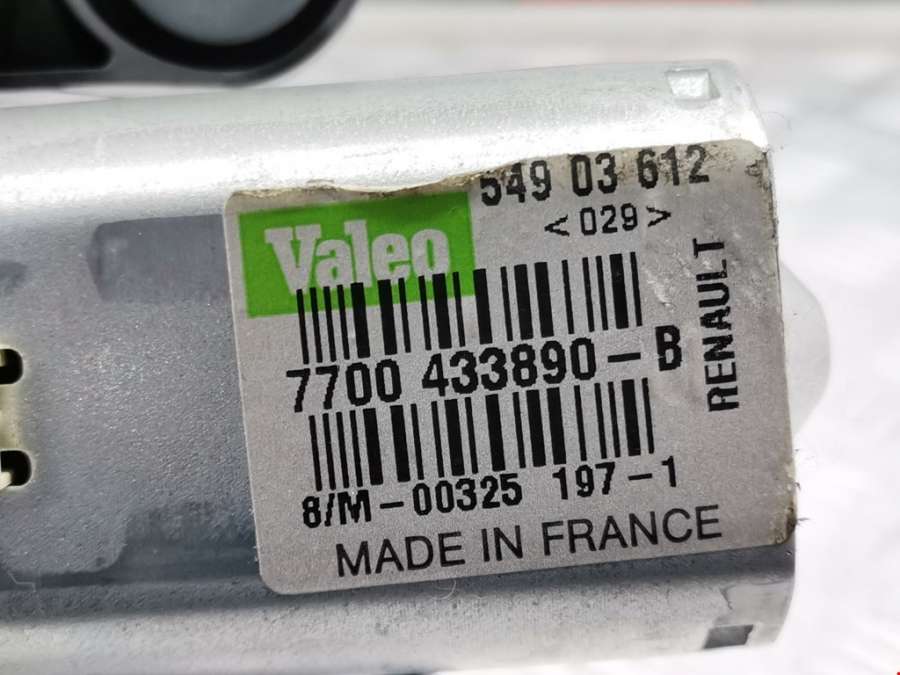 549 03 612
<029>
Valeo
7700 433890-B
RENAULT
8/M-00325 197-1
MADE IN FRANCE